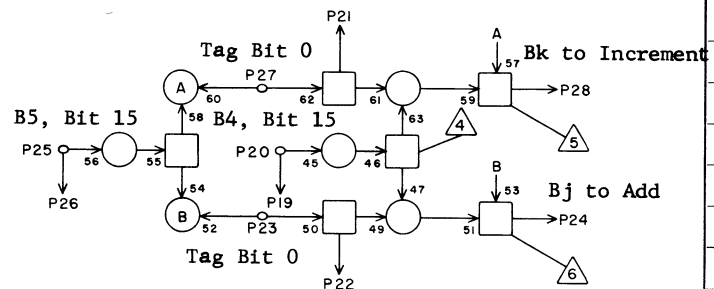 P21
Tag Bit 0
A
57
Bk to Increment
P27
A
60
62
61
59
P28
58
63
B5, Bit 15
B4, Bit 15
4
5
P25
56
55
P20
45
46
54
47
B
53
Bj to Add
P26
P19
B
52
P23
50
49
51
P24
Tag Bit 0
6
P22